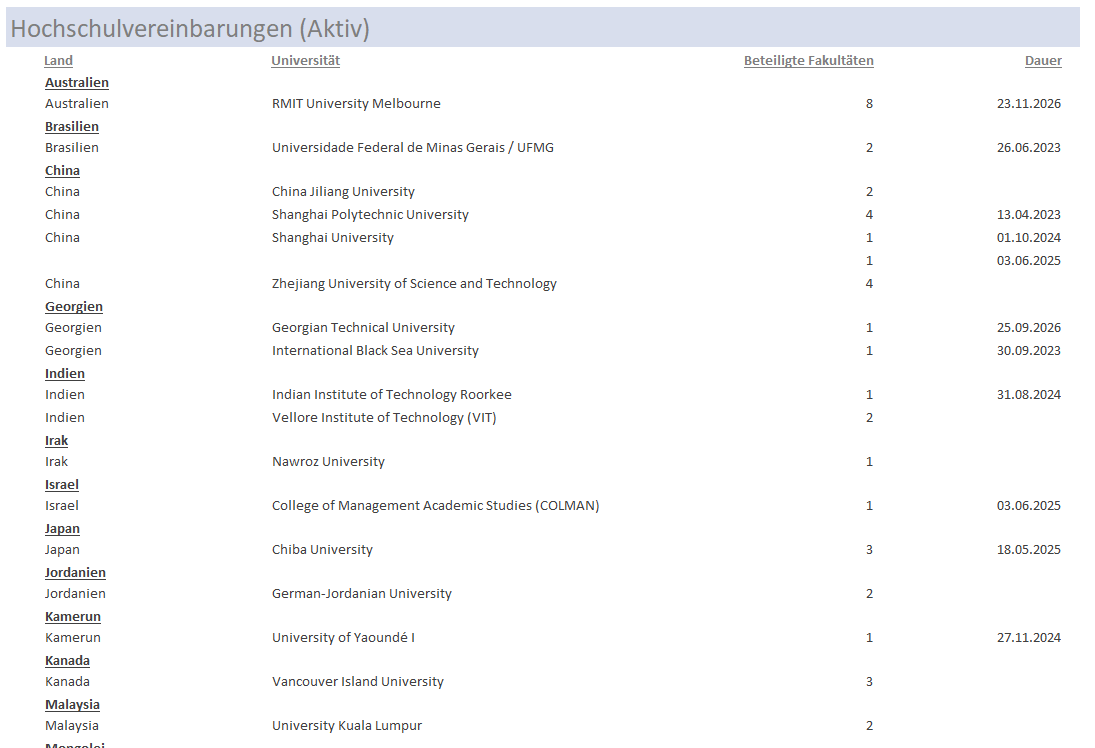 Hochschulvereinbarungen (Aktiv)
Land Universität Beteiligte Fakultäten Dauer
Australien
Australien RMIT University Melbourne 8 23.11.2026
Brasilien
Brasilien Universidade Federal de Minas Gerais / UFMG 2 26.06.2023
China
China China Jiliang University 2
China Shanghai Polytechnic University 4 13.04.2023
China Shanghai University 1 01.10.2024
1 03.06.2025
China Zhejiang University of Science and Technology 4
Georgien
Georgien Georgian Technical University 1 25.09.2026
Georgien International Black Sea University 1 30.09.2023
Indien
Indien Indian Institute of Technology Roorkee 1 31.08.2024
Indien Vellore Institute of Technology (VIT) 2
Irak
Irak Nawroz University 1
Israel
Israel College of Management Academic Studies (COLMAN) 1 03.06.2025
Japan
Japan Chiba University 3 18.05.2025
Jordanien
Jordanien German-Jordanian University 2
Kamerun
Kamerun University of Yaoundé I 1 27.11.2024
Kanada
Kanada Vancouver Island University 3
Malaysia
Malaysia University Kuala Lumpur 2
Mongolei